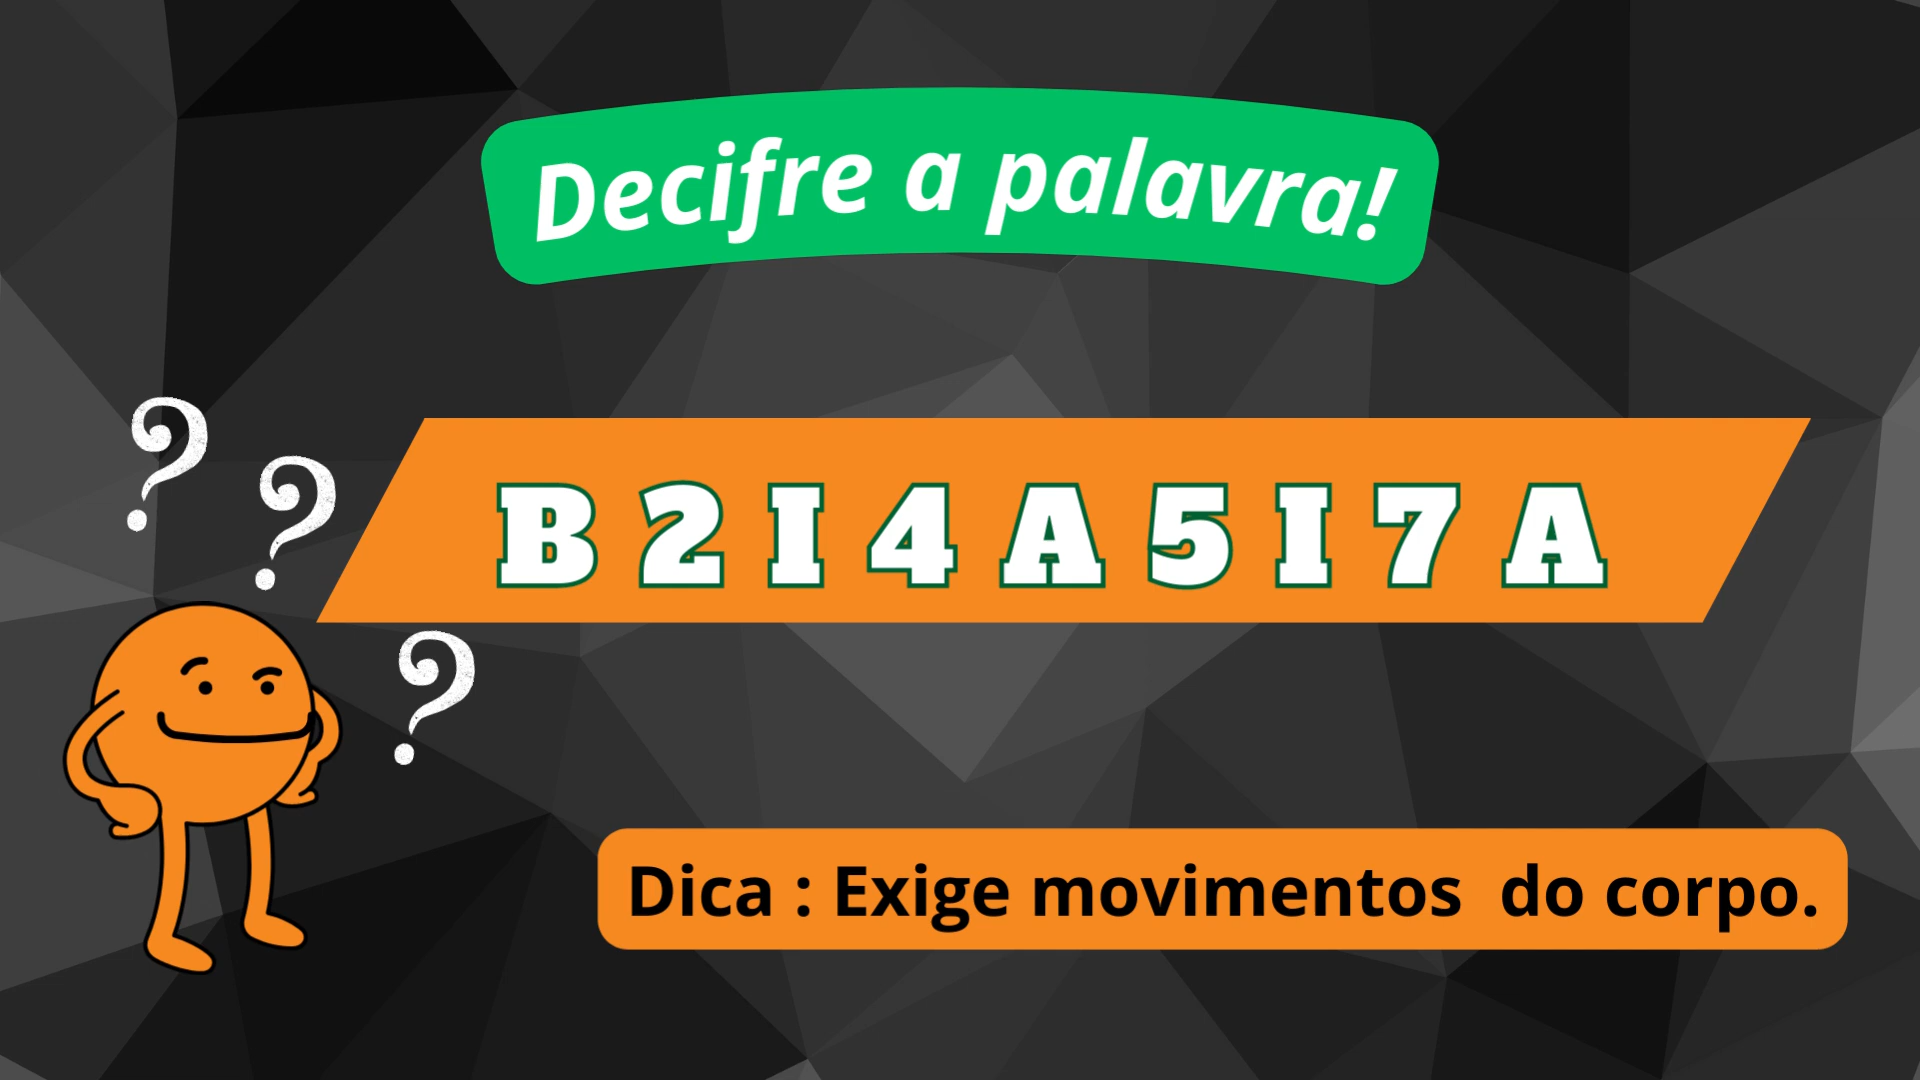 Decifre a palavra!
?
?
B 2 I 4 A 5 I 7 A
?
Dica : Exige movimentos do corpo.